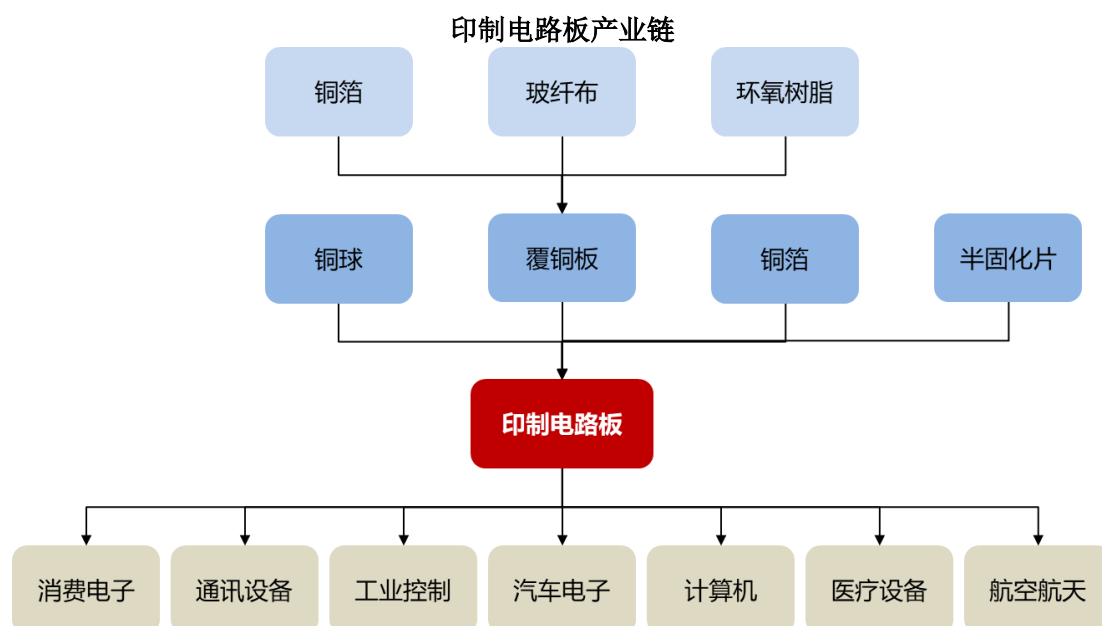 印制电路板产业链
铜箔
玻纤布
环氧树脂
铜球
覆铜板
铜箔
半固化片
印制电路板
消费电子
通讯设备
工业控制
汽车电子
计算机
医疗设备
航空航天